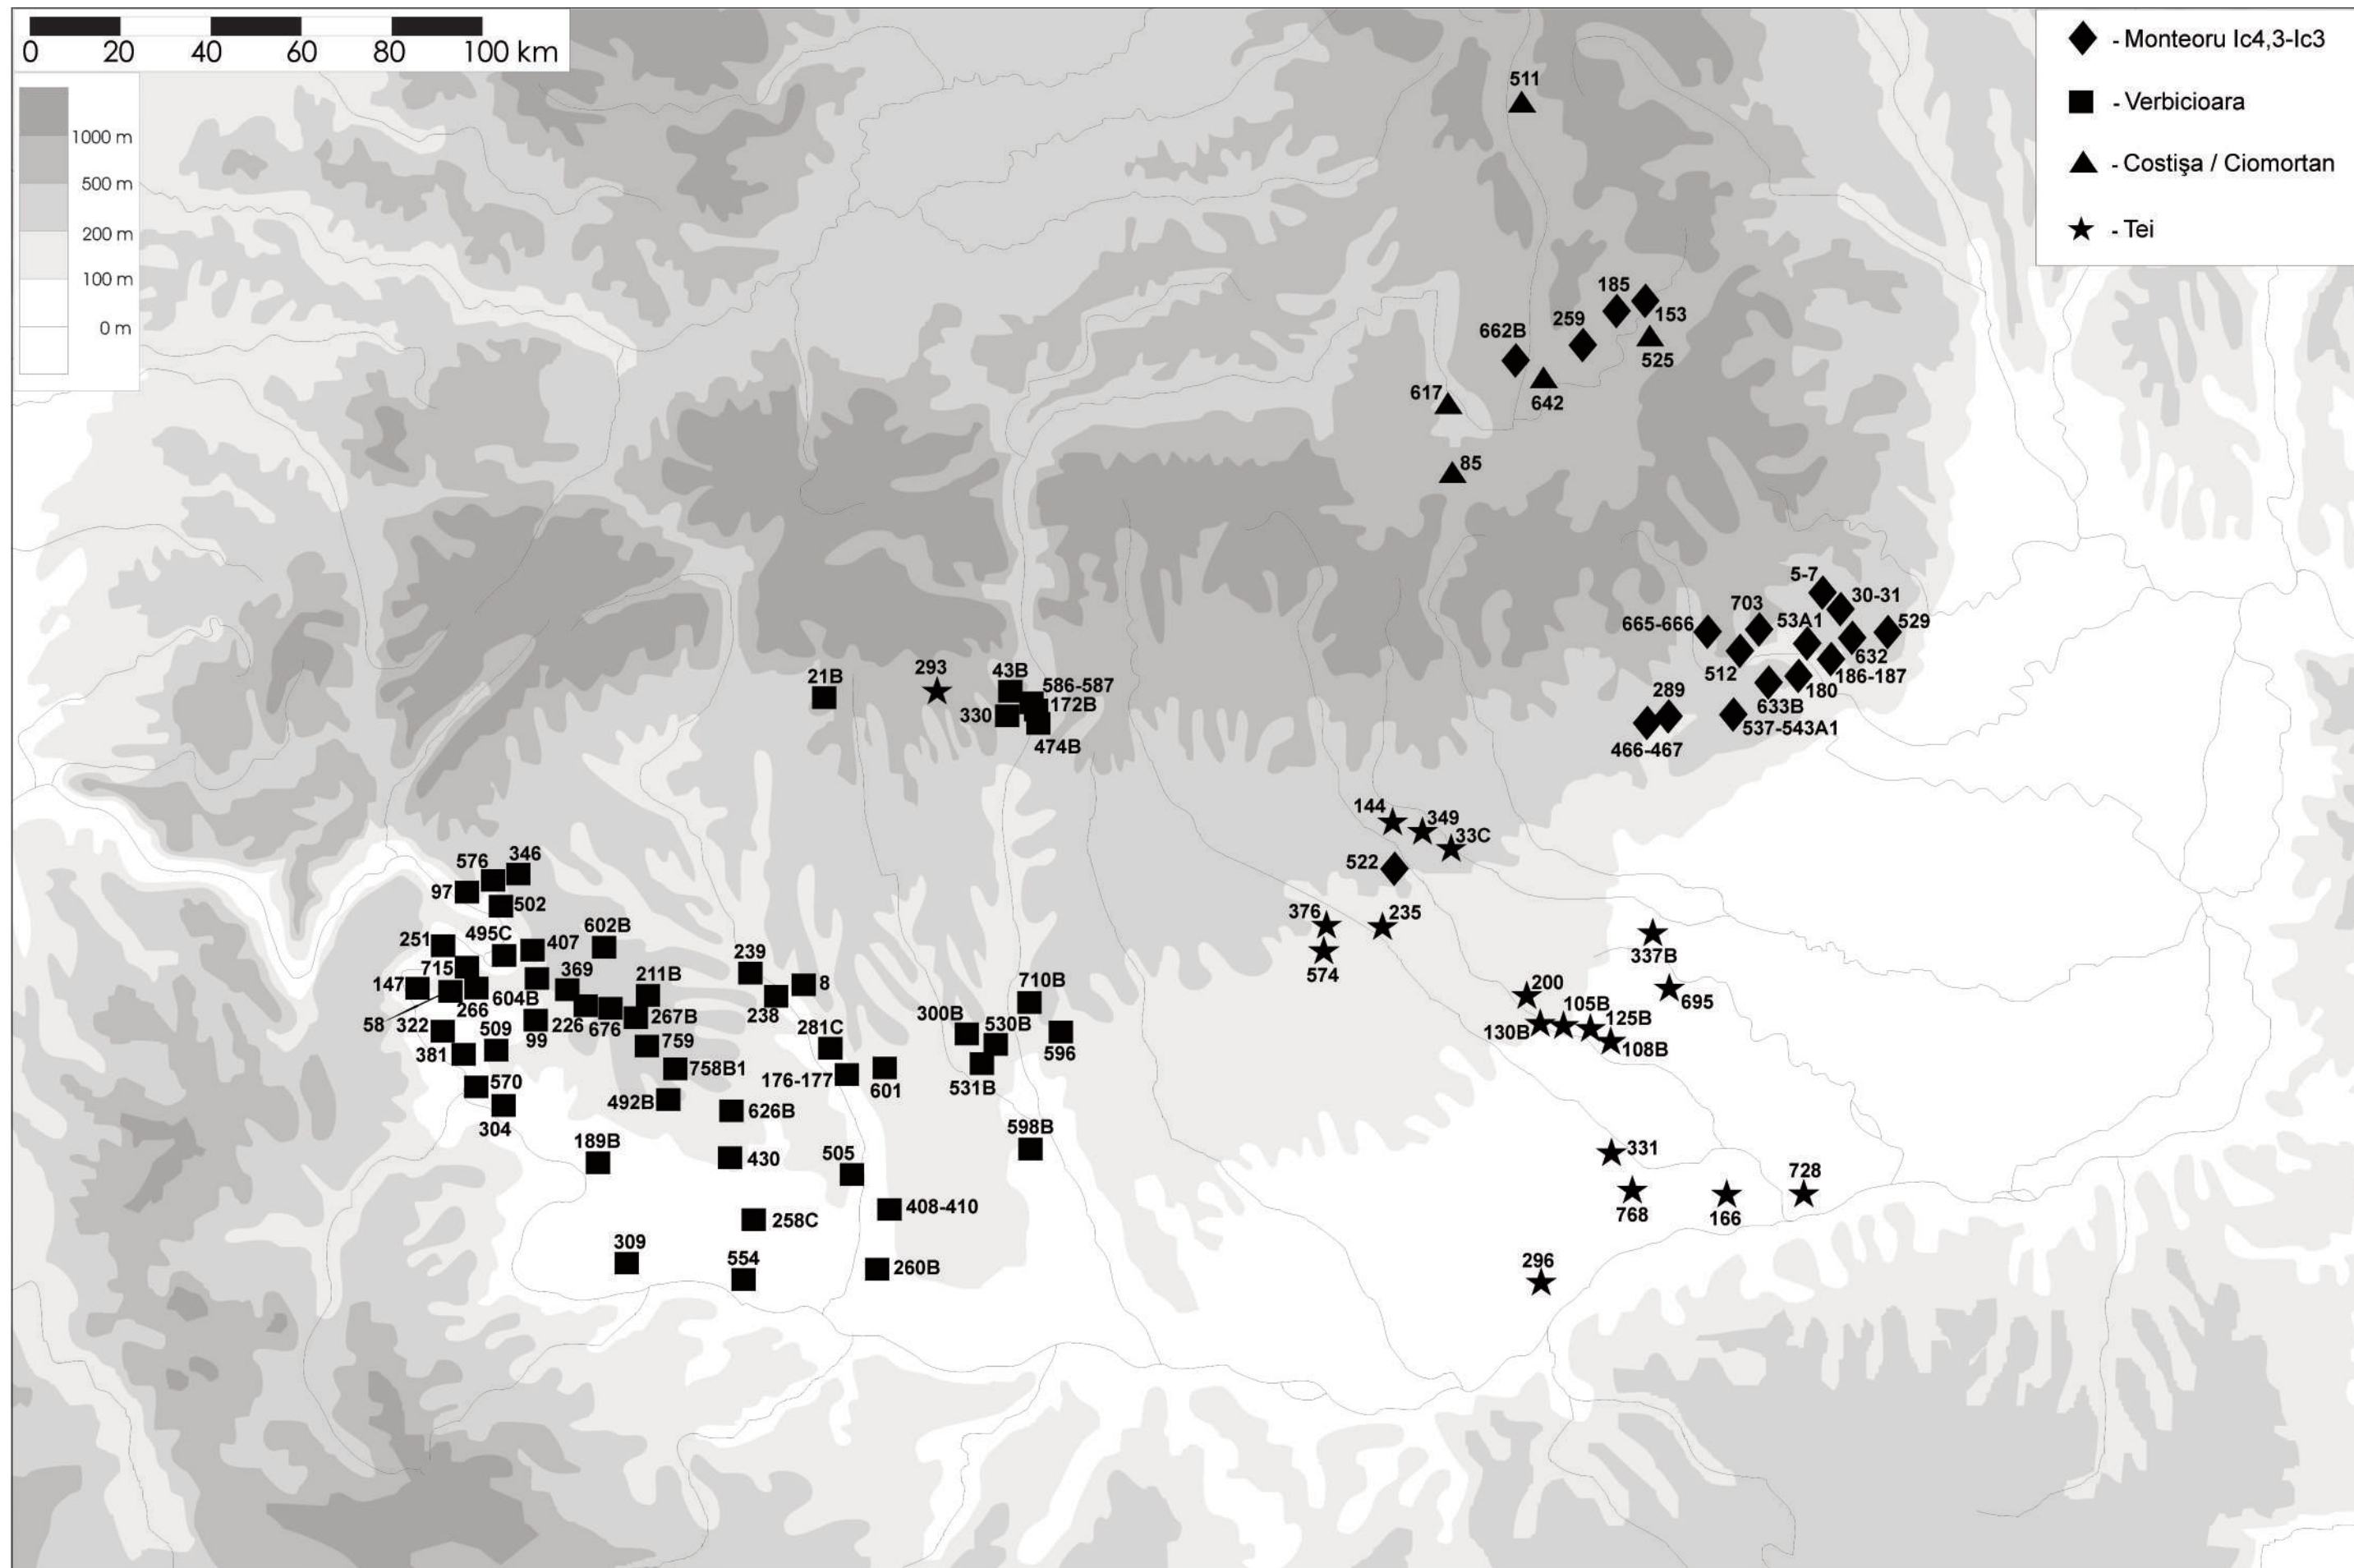 0 20 40 60 80 100 km
1000 m
500 m
200 m
100 m
0 m
- Monteoru Ic4,3-Ic3
- Verbicioara
- Costişa / Ciomortan
- Tei
511
185
153
259
662B
525
642
617
85
5-7
30-31
703
53A1
529
665-666
632
512
186-187
180
289
633B
537-543A1
466-467
21B
293
43B
586-587
172B
330
474B
144
349
33C
522
376
235
574
337B
695
200
105B
125B
130B
108B
331
768
166
728
296
576
346
97
502
251
495C
407
602B
715
369
211B
147
604B
266
58
226
676
267B
322
509
99
381
759
570
758B1
304
492B
626B
189B
430
239
8
238
281C
176-177
601
300B
530B
710B
596
531B
598B
505
408-410
258C
309
554
260B